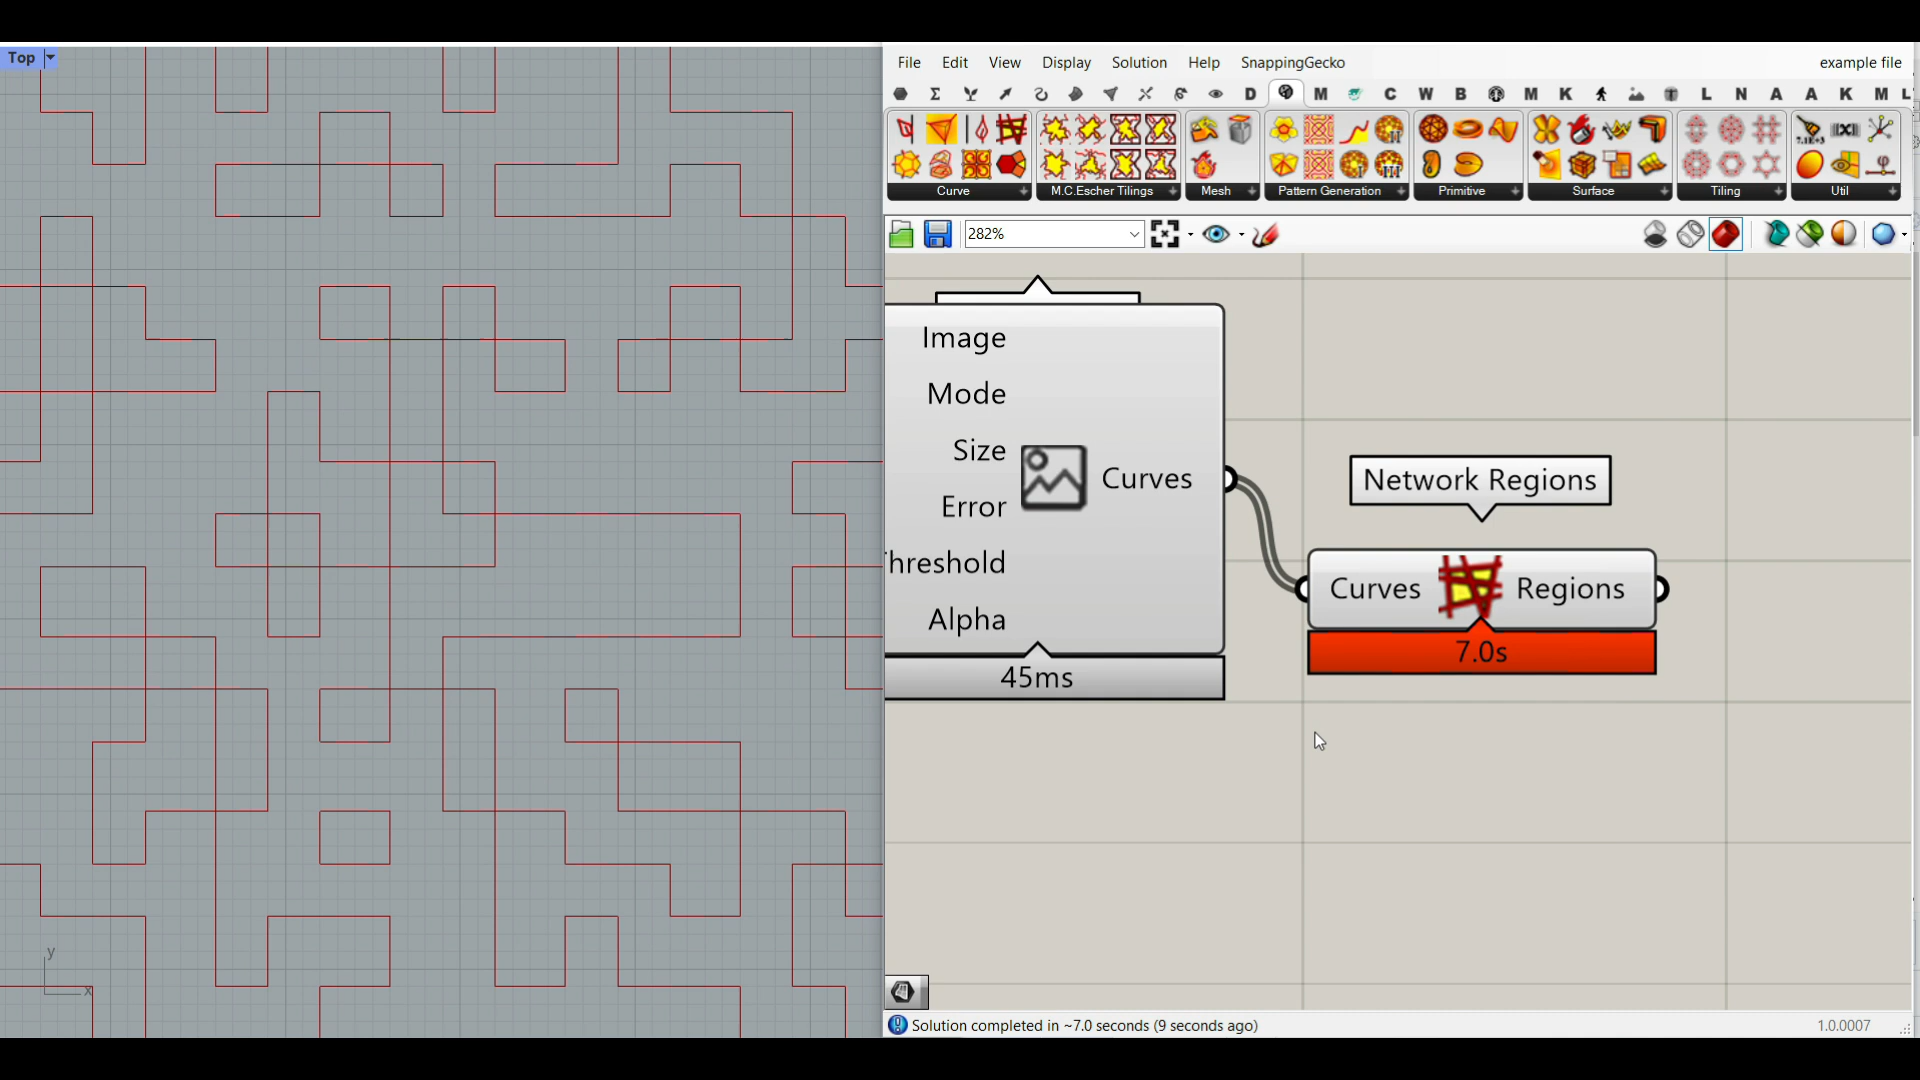 Top
File Edit View Display Solution Help SnappingGecko example file
Σ D M C W B M K L N A A K M L
Curve M.C.Escher Tilings Mesh Pattern Generation Primitive Surface Tiling Util
282%
Image
Mode
Size
Error
Threshold
Alpha
Curves
45ms
Network Regions
Curves Regions
7.0s
y
x
Solution completed in ~7.0 seconds (9 seconds ago)
1.0.0007